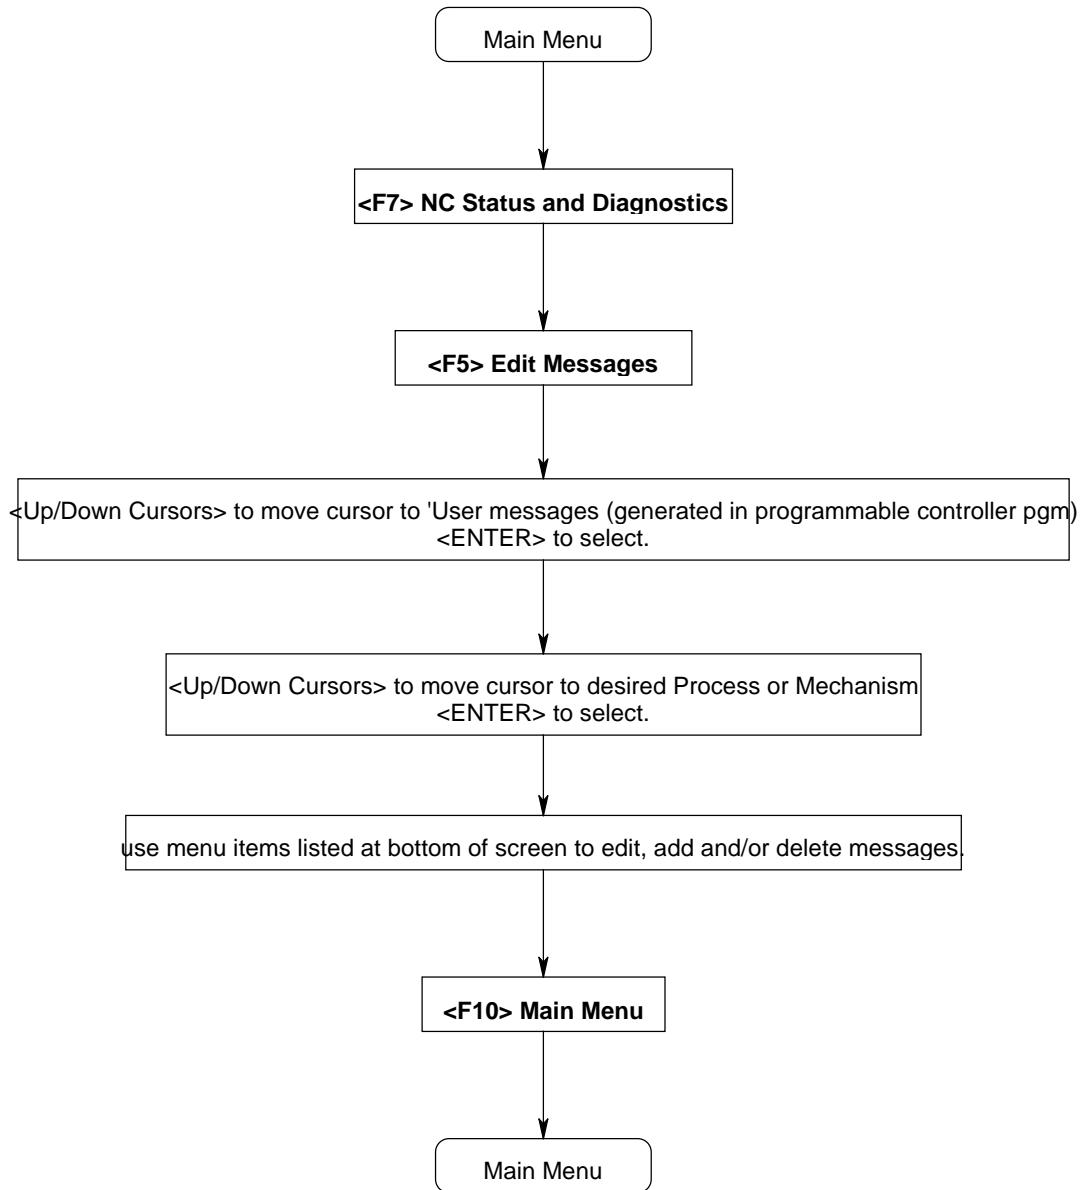 Main Menu
<F7> NC Status and Diagnostics
<F5> Edit Messages
<Up/Down Cursors> to move cursor to 'User messages (generated in programmable controller pgm)
<ENTER> to select.
<Up/Down Cursors> to move cursor to desired Process or Mechanism
<ENTER> to select.
use menu items listed at bottom of screen to edit, add and/or delete messages.
<F10> Main Menu
Main Menu